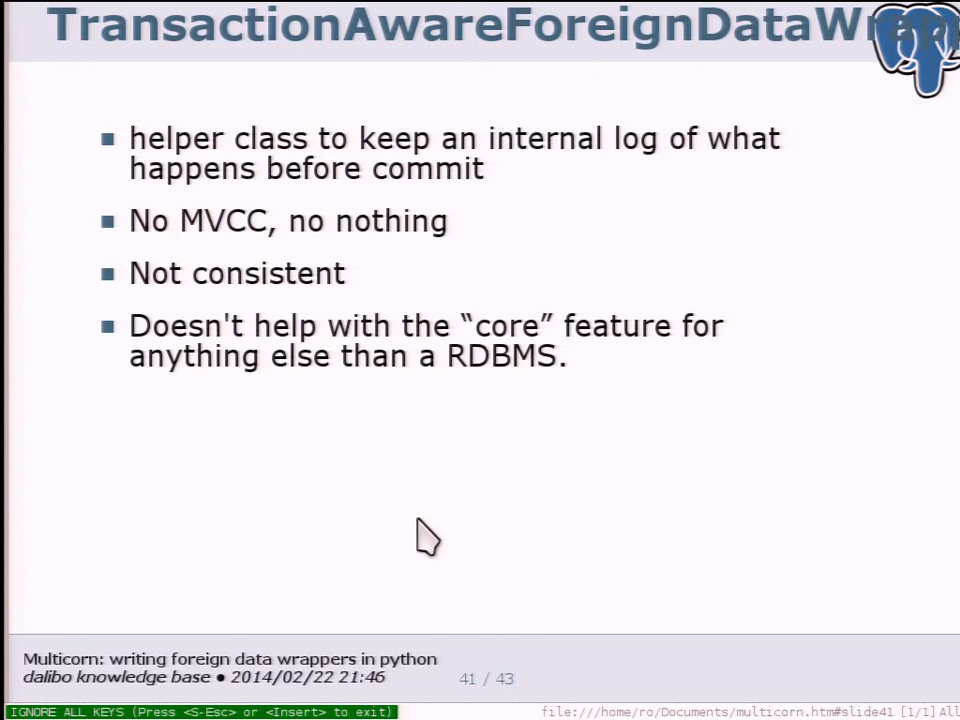 TransactionAwareForeignDataWrapp
helper class to keep an internal log of what
happens before commit
No MVCC, no nothing
Not consistent
Doesn't help with the “core” feature for
anything else than a RDBMS.
Multicorn: writing foreign data wrappers in python
dalibo knowledge base • 2014/02/22 21:46
41 / 43
IGNORE ALL KEYS (Press <S-Esc> or <Insert> to exit)
file:///home/ro/Documents/multicorn.htm#slide41 [1/1] All